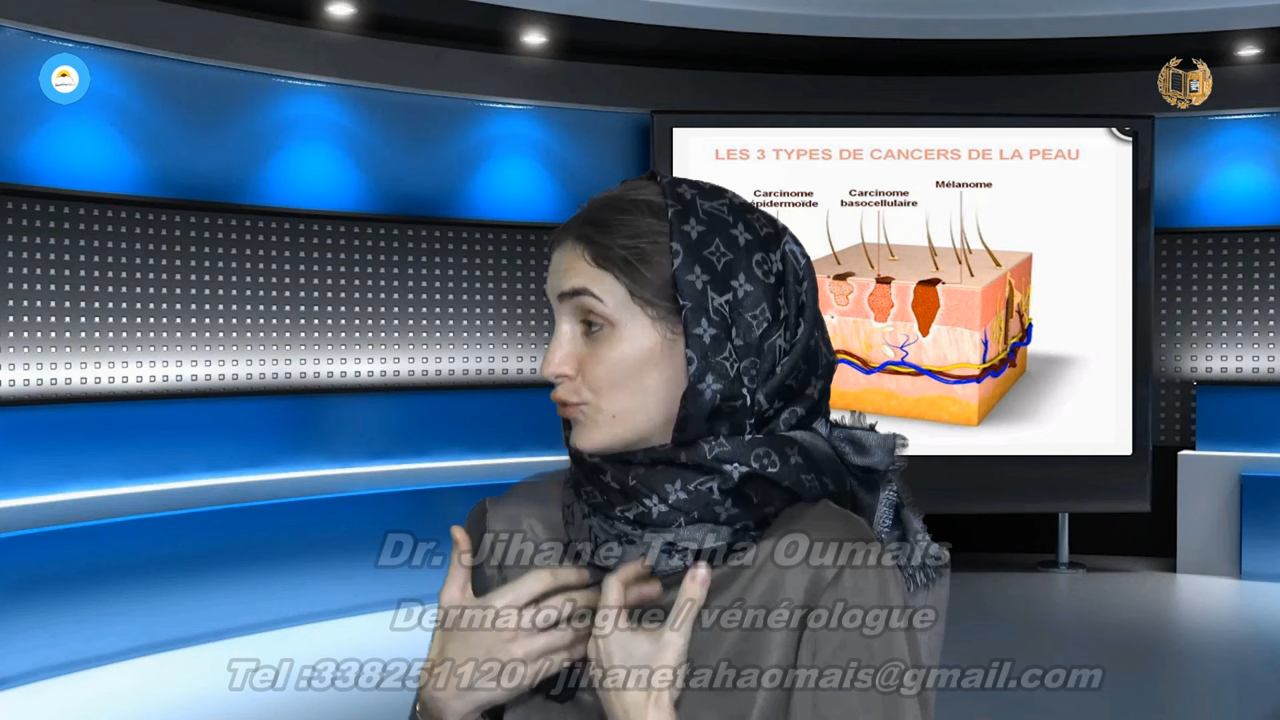 LES 3 TYPES DE CANCERS DE LA PEAU
Carcinome
épidermoïde
Carcinome
basocellulaire
Mélanome
Dr. Jihane Taha Oumais
Dermatologue / vénérologue
Tel :338251120 / jihanetahaomais@gmail.com